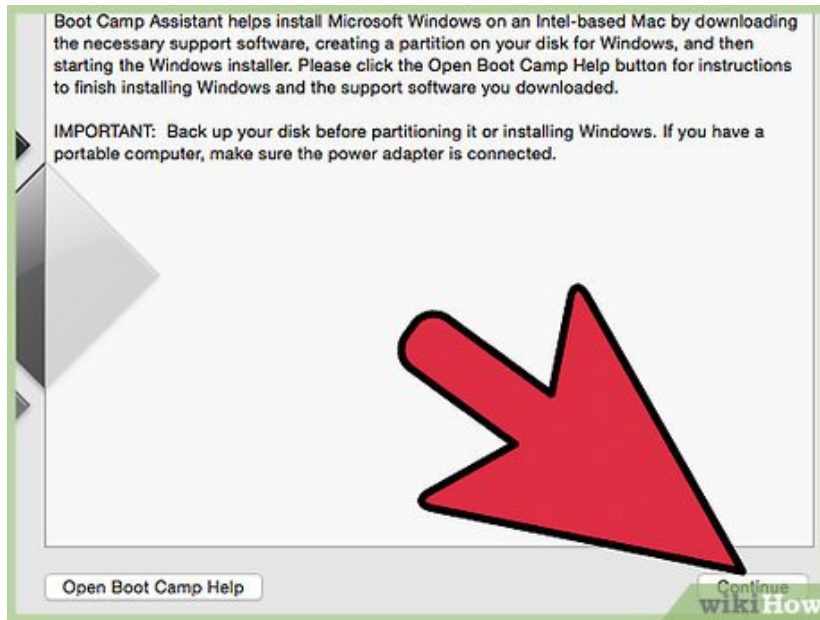 Boot Camp Assistant helps install Microsoft Windows on an Intel-based Mac by downloading
the necessary support software, creating a partition on your disk for Windows, and then
starting the Windows installer. Please click the Open Boot Camp Help button for instructions
to finish installing Windows and the support software you downloaded.
IMPORTANT:  Back up your disk before partitioning it or installing Windows. If you have a
portable computer, make sure the power adapter is connected.
Open Boot Camp Help
Continue
wikiHow